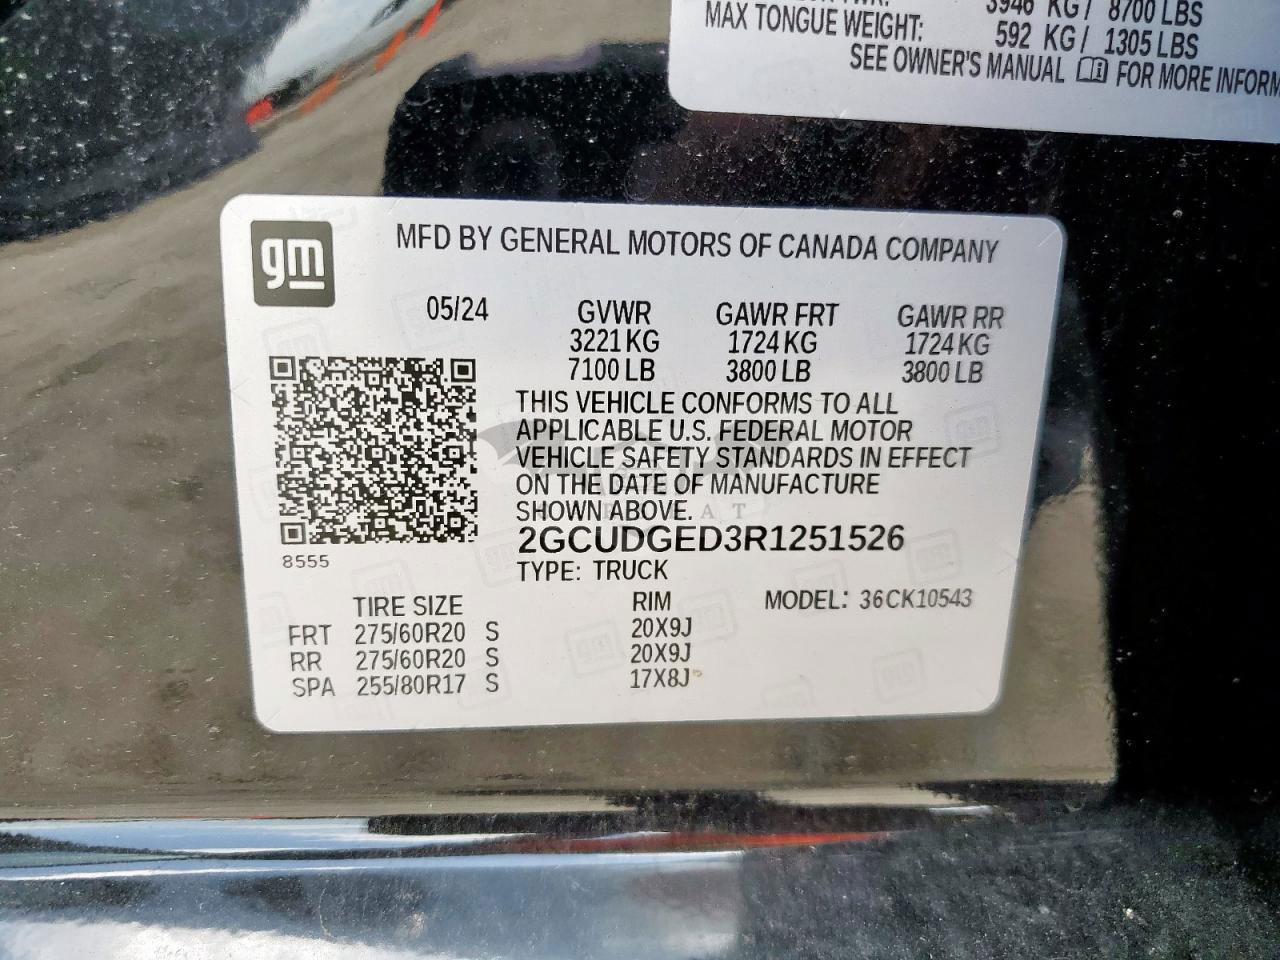 3946 KG / 8700 LBS
MAX TONGUE WEIGHT: 592 KG / 1305 LBS
SEE OWNER'S MANUAL FOR MORE INFORM
gm
MFD BY GENERAL MOTORS OF CANADA COMPANY
05/24 GVWR GAWR FRT GAWR RR
3221 KG 1724 KG 1724 KG
7100 LB 3800 LB 3800 LB
THIS VEHICLE CONFORMS TO ALL
APPLICABLE U.S. FEDERAL MOTOR
VEHICLE SAFETY STANDARDS IN EFFECT
ON THE DATE OF MANUFACTURE
SHOWN ABOVE.
2GCUDGED3R1251526
8555
TYPE: TRUCK
TIRE SIZE RIM MODEL: 36CK10543
FRT 275/60R20 S 20X9J
RR 275/60R20 S 20X9J
SPA 255/80R17 S 17X8J